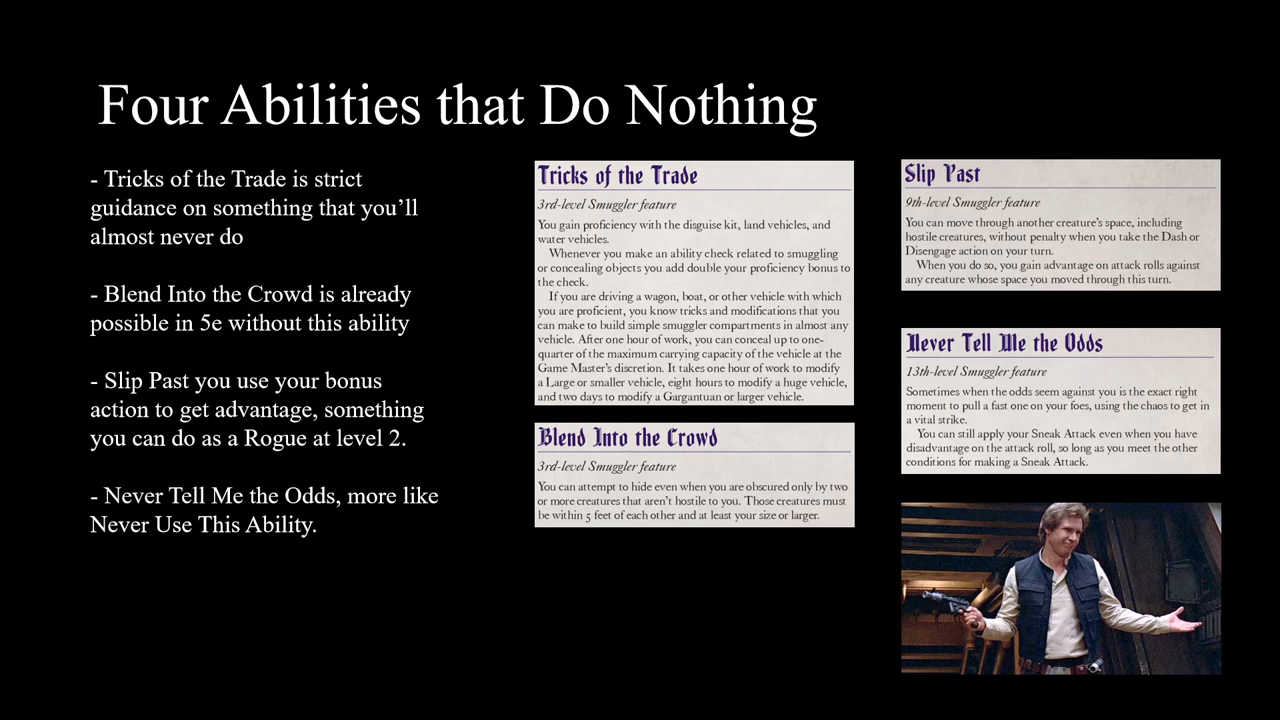 Four Abilities that Do Nothing
- Tricks of the Trade is strict
guidance on something that you’ll
almost never do
- Blend Into the Crowd is already
possible in 5e without this ability
- Slip Past you use your bonus
action to get advantage, something
you can do as a Rogue at level 2.
- Never Tell Me the Odds, more like
Never Use This Ability.
Tricks of the Trade
3rd-level Smuggler feature
You gain proficiency with the disguise kit, land vehicles, and
water vehicles.
Whenever you make an ability check related to smuggling
or concealing objects you add double your proficiency bonus to
the check.
If you are driving a wagon, boat, or other vehicle with which
you are proficient, you know tricks and modifications that you
can make to build simple smuggler compartments in almost any
vehicle. After one hour of work, you can conceal up to one-
quarter of the maximum carrying capacity of the vehicle at the
Game Master’s discretion. It takes one hour of work to modify
a Large or smaller vehicle, eight hours to modify a huge vehicle,
and two days to modify a Gargantuan or larger vehicle.
Blend Into the Crowd
3rd-level Smuggler feature
You can attempt to hide even when you are obscured only by two
or more creatures that aren’t hostile to you. Those creatures must
be within 5 feet of each other and at least your size or larger.
Slip Past
9th-level Smuggler feature
You can move through another creature’s space, including
hostile creatures, without penalty when you take the Dash or
Disengage action on your turn.
When you do so, you gain advantage on attack rolls against
any creature whose space you moved through this turn.
Never Tell Me the Odds
13th-level Smuggler feature
Sometimes when the odds seem against you is the exact right
moment to pull a fast one on your foes, using the chaos to get in
a vital strike.
You can still apply your Sneak Attack even when you have
disadvantage on the attack roll, so long as you meet the other
conditions for making a Sneak Attack.